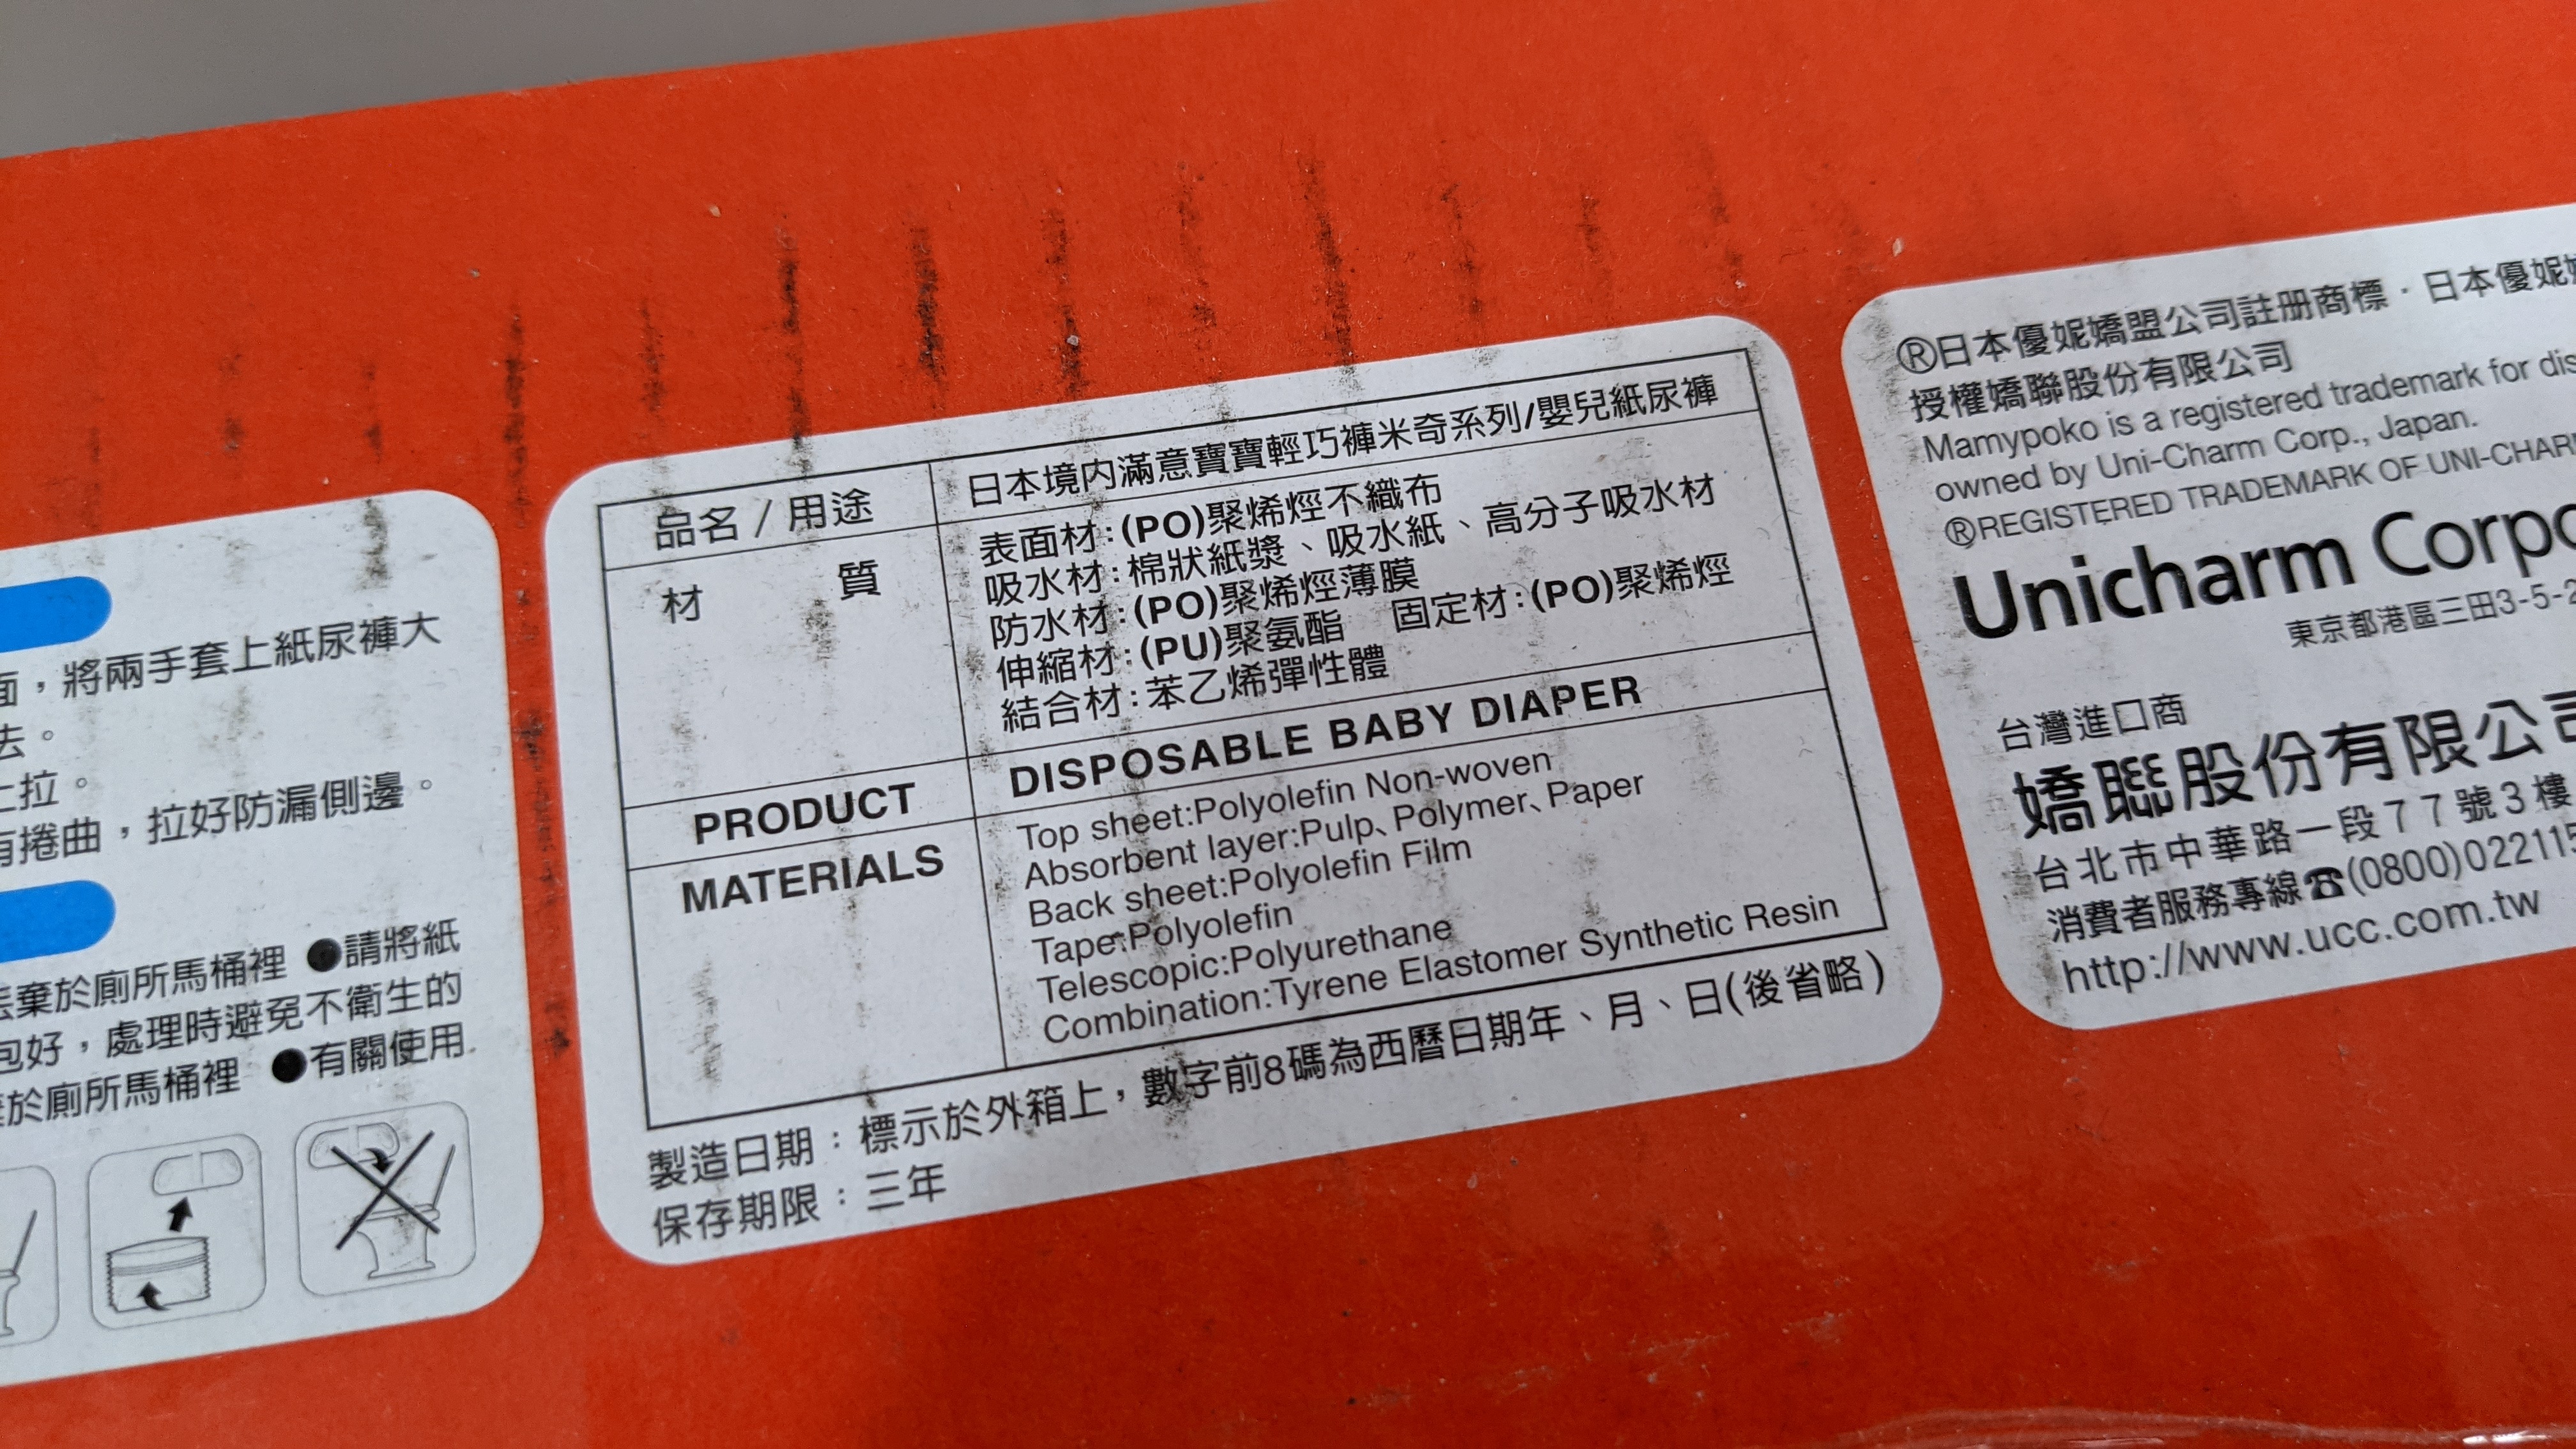 面，將兩手套上紙尿褲大
去。
上拉。
有捲曲，拉好防漏側邊。
丟棄於廁所馬桶裡 ●請將紙
包好，處理時避免不衛生的
於廁所馬桶裡 ●有關使用
品名/用途 日本境內滿意寶寶輕巧褲米奇系列/嬰兒紙尿褲
材質 表面材:(PO)聚烯烴不織布
吸水材:棉狀紙漿、吸水紙、高分子吸水材
防水材:(PO)聚烯烴薄膜
伸縮材:(PU)聚氨酯 固定材:(PO)聚烯烴
結合材:苯乙烯彈性體
PRODUCT DISPOSABLE BABY DIAPER
MATERIALS Top sheet:Polyolefin Non-woven
Absorbent layer:Pulp、Polymer、Paper
Back sheet:Polyolefin Film
Tape:Polyolefin
Telescopic:Polyurethane
Combination:Tyrene Elastomer Synthetic Resin
製造日期：標示於外箱上，數字前8碼為西曆日期年、月、日(後省略)
保存期限：三年
®日本優妮嬌盟公司註册商標·日本優妮
授權嬌聯股份有限公司
Mamypoko is a registered trademark for dis
owned by Uni-Charm Corp., Japan.
®REGISTERED TRADEMARK OF UNI-CHAR
Unicharm Corpo
東京都港區三田3-5-2
台灣進口商
嬌聯股份有限公司
台北市中華路一段77號3樓
消費者服務專線☎(0800)022115
http://www.ucc.com.tw